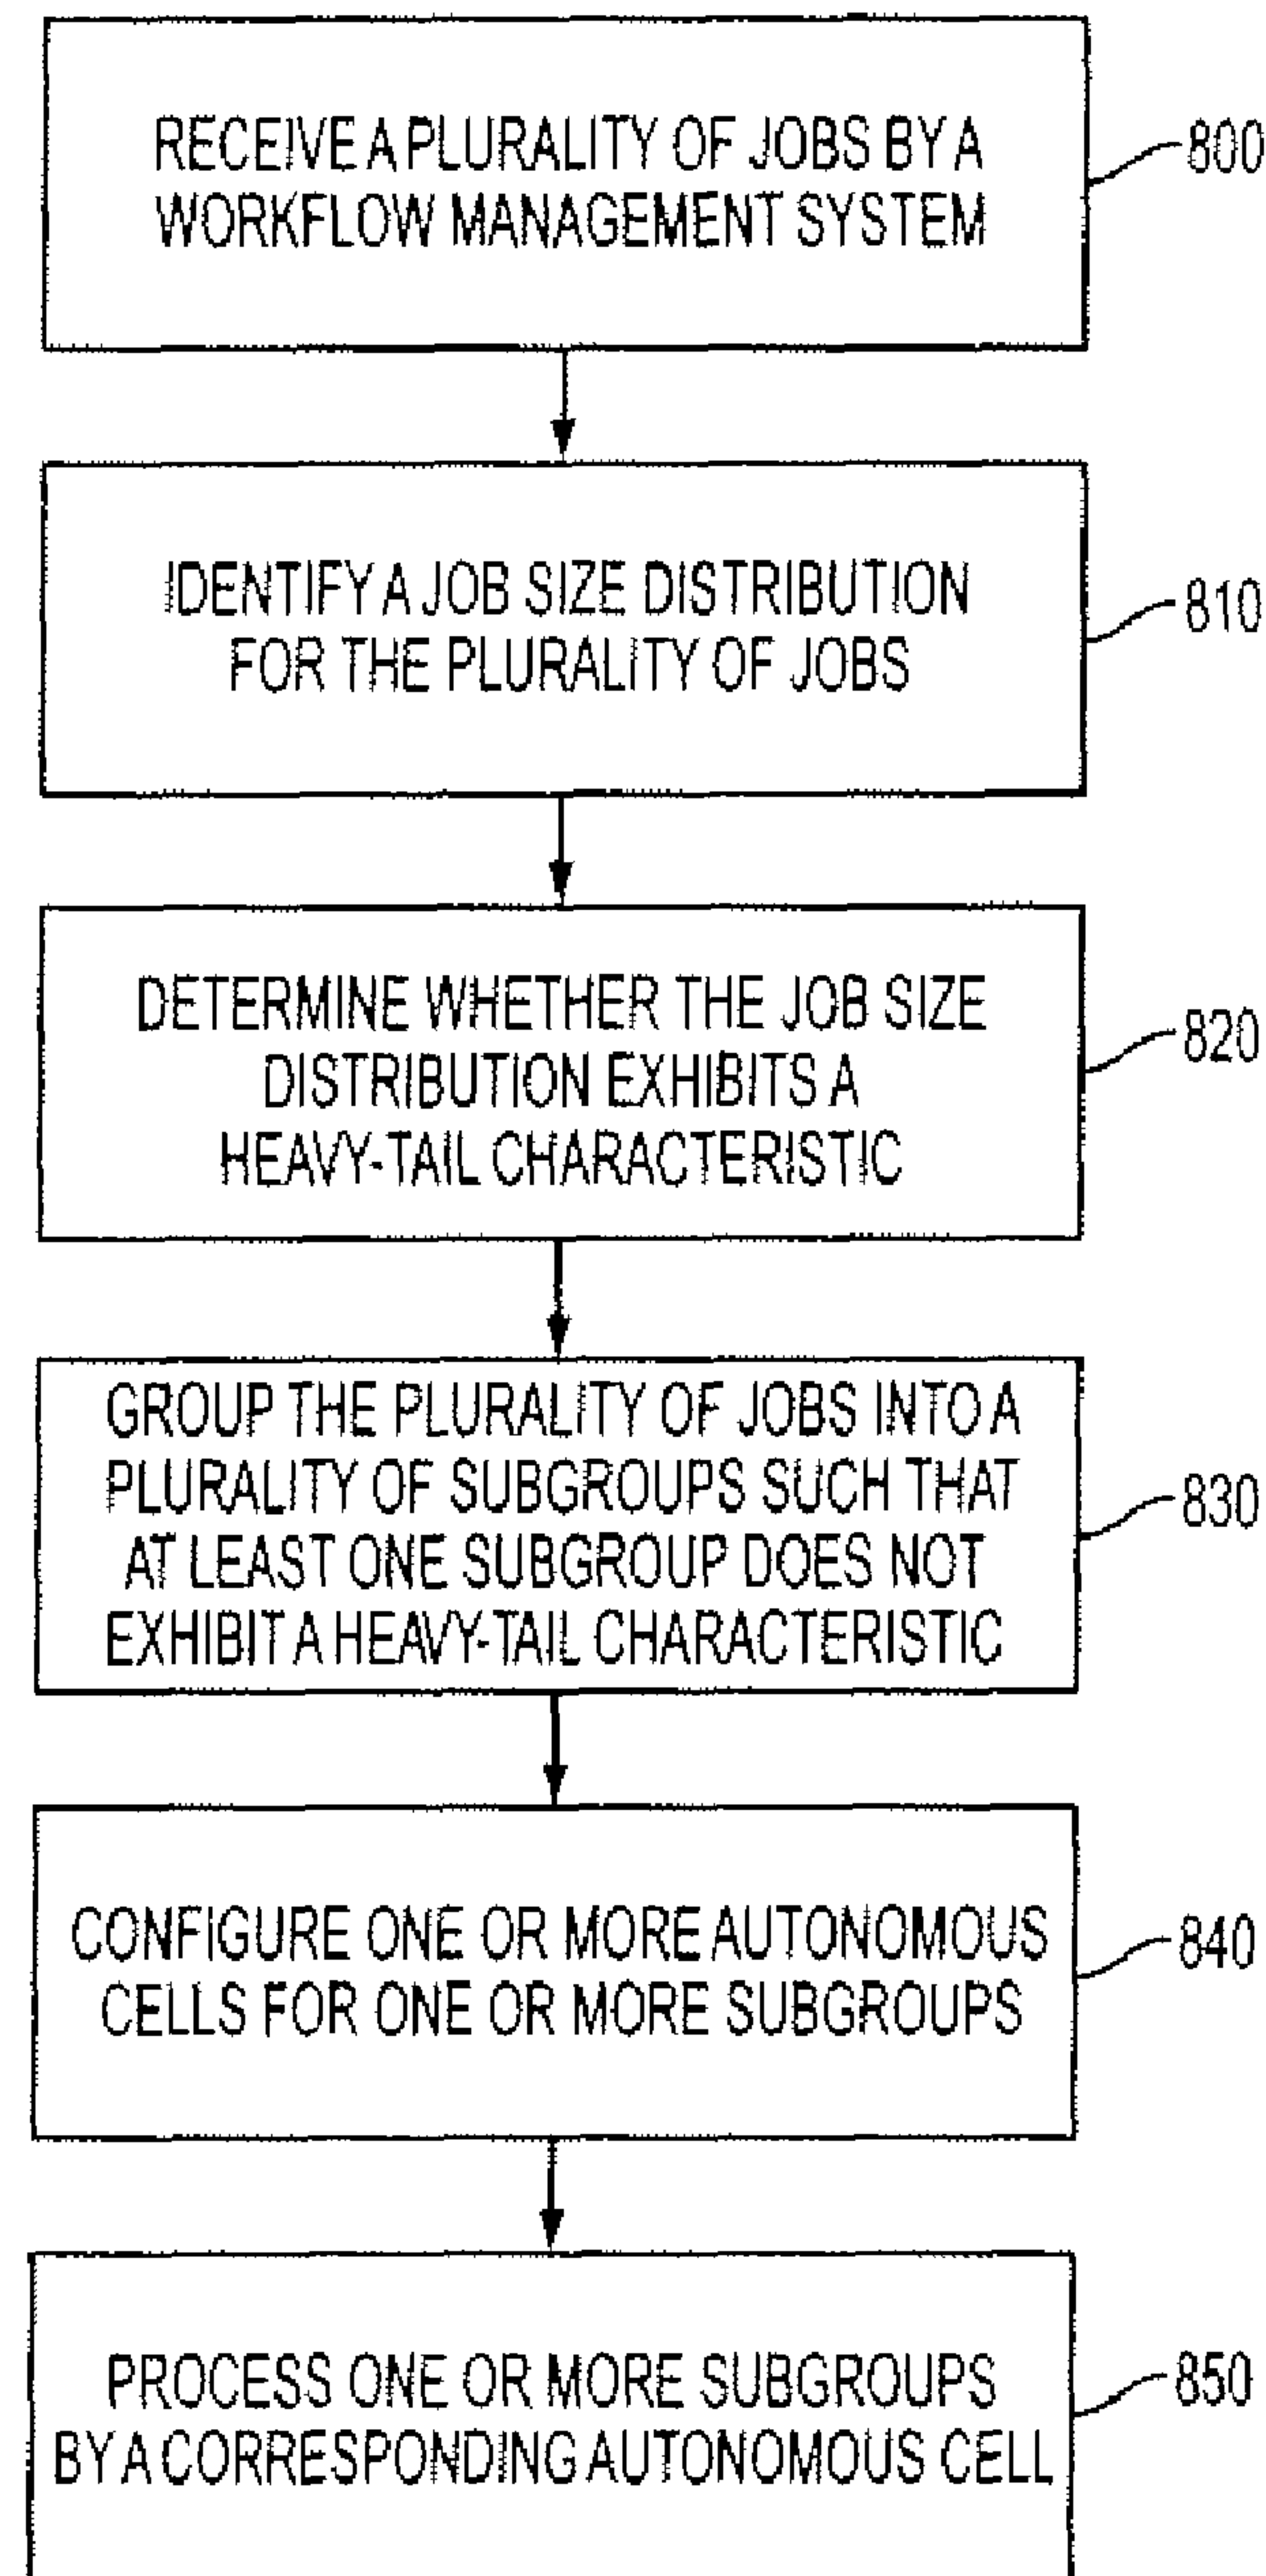 RECEIVE A PLURALITY OF JOBS BY A
WORKFLOW MANAGEMENT SYSTEM
800
IDENTIFY A JOB SIZE DISTRIBUTION
FOR THE PLURALITY OF JOBS
810
DETERMINE WHETHER THE JOB SIZE
DISTRIBUTION EXHIBITS A
HEAVY-TAIL CHARACTERISTIC
820
GROUP THE PLURALITY OF JOBS INTO A
PLURALITY OF SUBGROUPS SUCH THAT
AT LEAST ONE SUBGROUP DOES NOT
EXHIBIT A HEAVY-TAIL CHARACTERISTIC
830
CONFIGURE ONE OR MORE AUTONOMOUS
CELLS FOR ONE OR MORE SUBGROUPS
840
PROCESS ONE OR MORE SUBGROUPS
BY A CORRESPONDING AUTONOMOUS CELL
850